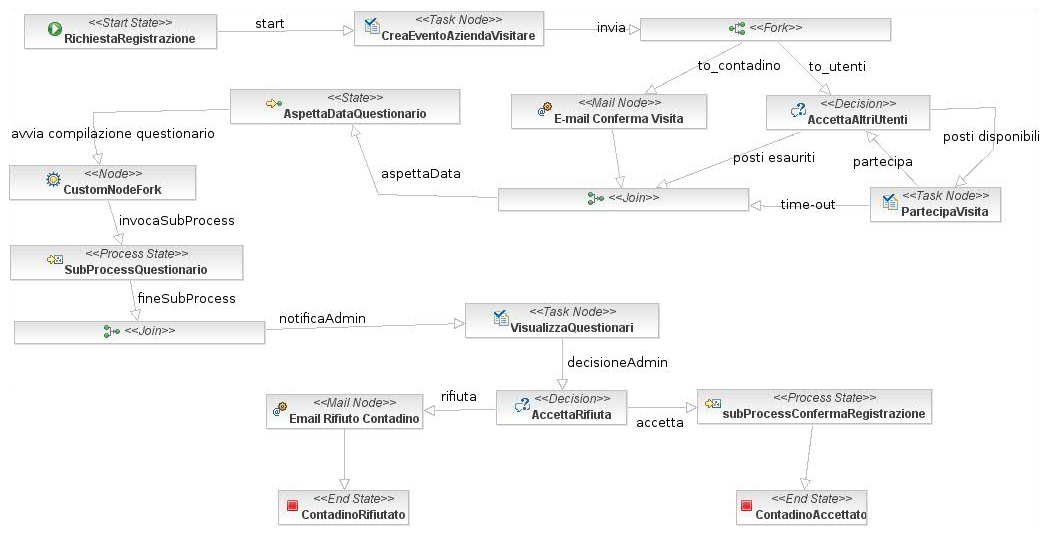 <<Start State>>
RichiestaRegistrazione
start
<<Task Node>>
CreaEventoAziendaVisitare
invia
<<Fork>>
to_contadino
to_utenti
<<State>>
AspettaDataQuestionario
<<Mail Node>>
E-mail Conferma Visita
<<Decision>>
AccettaAltriUtenti
avvia compilazione questionario
posti disponibili
posti esauriti
partecipa
<<Node>>
CustomNodeFork
aspettaData
<<Join>>
time-out
<<Task Node>>
PartecipaVisita
invocaSubProcess
<<Process State>>
SubProcessQuestionario
fineSubProcess
<<Join>>
notificaAdmin
<<Task Node>>
VisualizzaQuestionari
decisioneAdmin
<<Mail Node>>
Email Rifiuto Contadino
rifiuta
<<Decision>>
AccettaRifiuta
accetta
<<Process State>>
subProcessConfermaRegistrazione
<<End State>>
ContadinoRifiutato
<<End State>>
ContadinoAccettato